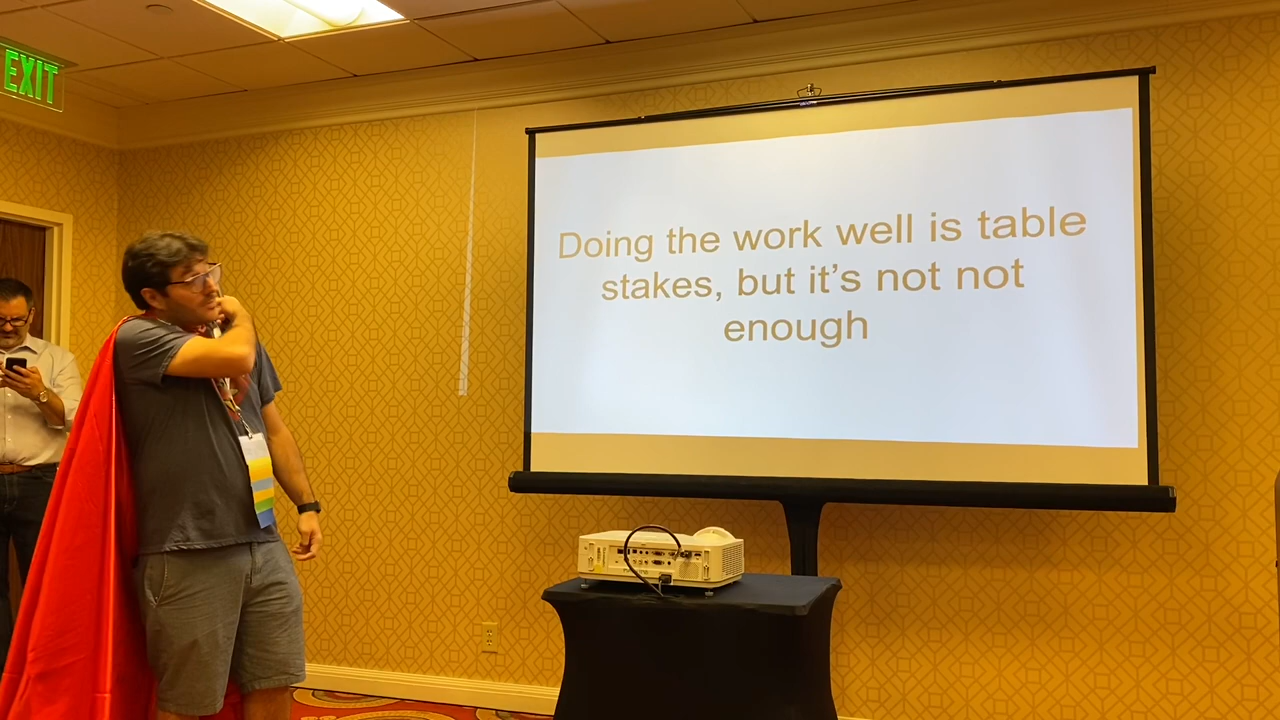 EXIT
Doing the work well is table
stakes, but it's not not
enough